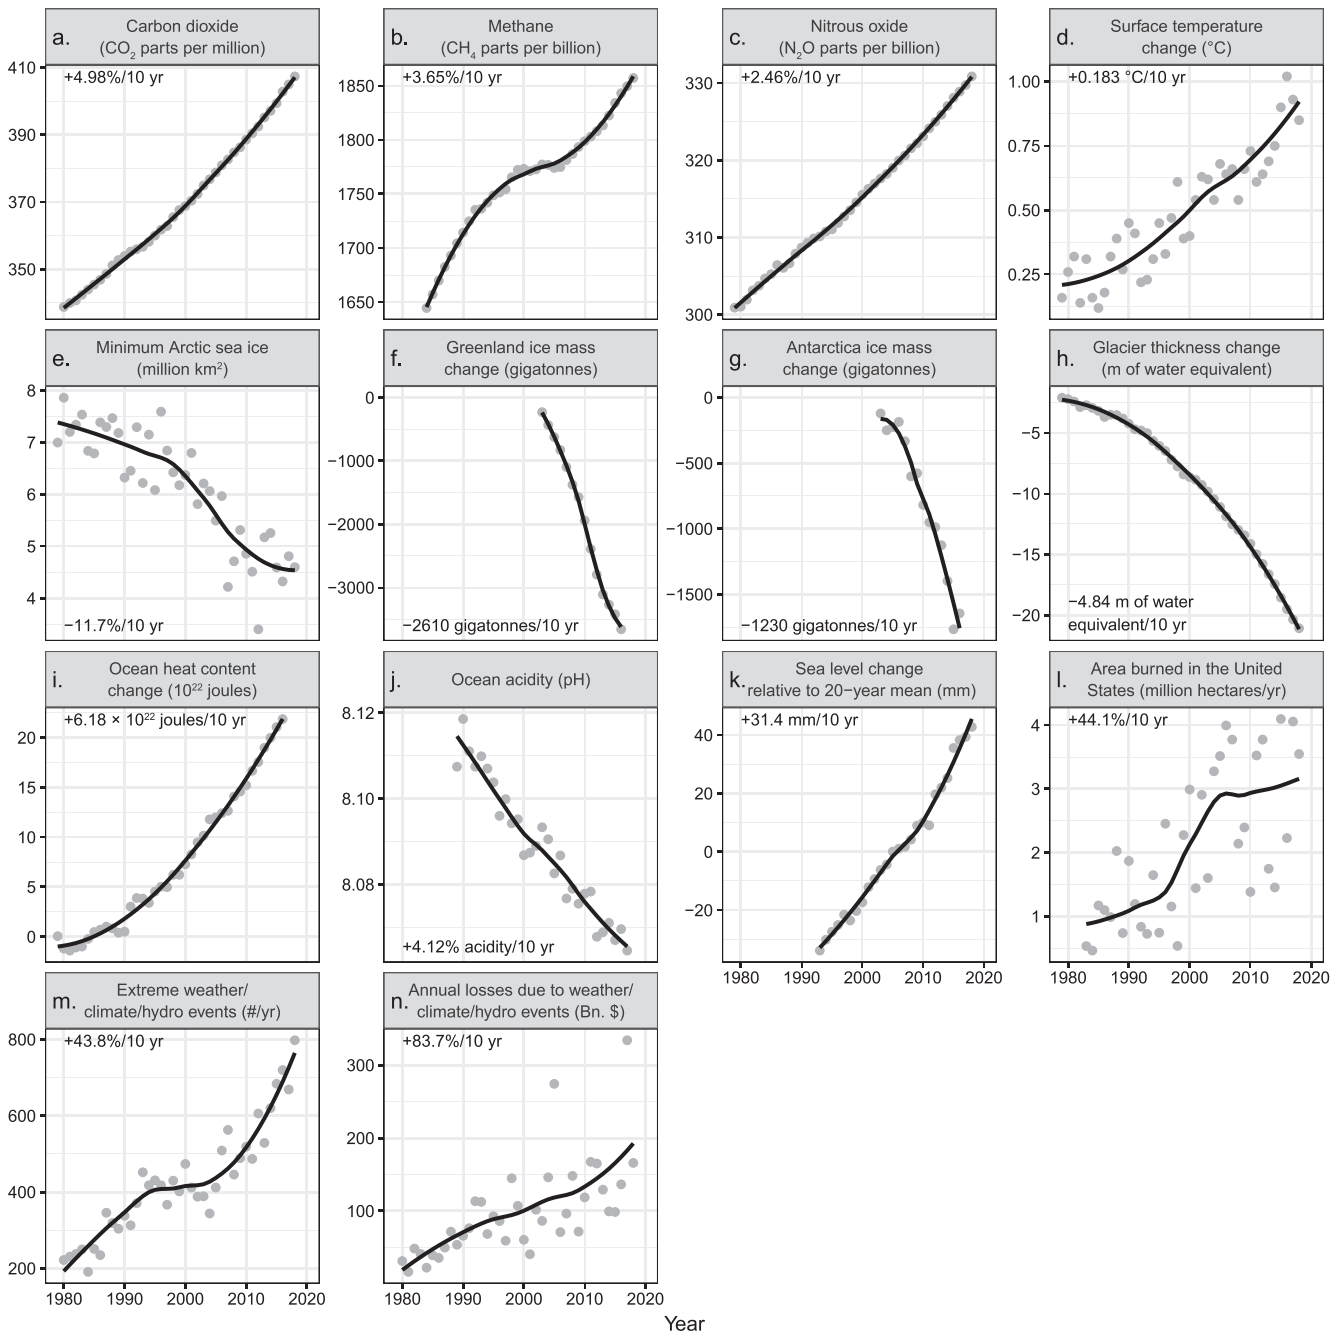 a. Carbon dioxide
(CO₂ parts per million)
+4.98%/10 yr
410
390
370
350
b. Methane
(CH₄ parts per billion)
+3.65%/10 yr
1850
1800
1750
1700
1650
c. Nitrous oxide
(N₂O parts per billion)
+2.46%/10 yr
330
320
310
300
d. Surface temperature
change (°C)
+0.183 °C/10 yr
1.00
0.75
0.50
0.25
e. Minimum Arctic sea ice
(million km²)
8
7
6
5
4
−11.7%/10 yr
f. Greenland ice mass
change (gigatonnes)
0
−1000
−2000
−3000
−2610 gigatonnes/10 yr
g. Antarctica ice mass
change (gigatonnes)
0
−500
−1000
−1500
−1230 gigatonnes/10 yr
h. Glacier thickness change
(m of water equivalent)
−5
−10
−15
−20
−4.84 m of water
equivalent/10 yr
i. Ocean heat content
change (10²² joules)
+6.18 × 10²² joules/10 yr
20
15
10
5
0
j. Ocean acidity (pH)
8.12
8.10
8.08
+4.12% acidity/10 yr
k. Sea level change
relative to 20−year mean (mm)
+31.4 mm/10 yr
40
20
0
−20
1980 1990 2000 2010 2020
l. Area burned in the United
States (million hectares/yr)
+44.1%/10 yr
4
3
2
1
1980 1990 2000 2010 2020
m. Extreme weather/
climate/hydro events (#/yr)
+43.8%/10 yr
800
600
400
200
1980 1990 2000 2010 2020
n. Annual losses due to weather/
climate/hydro events (Bn. $)
+83.7%/10 yr
300
200
100
1980 1990 2000 2010 2020
Year